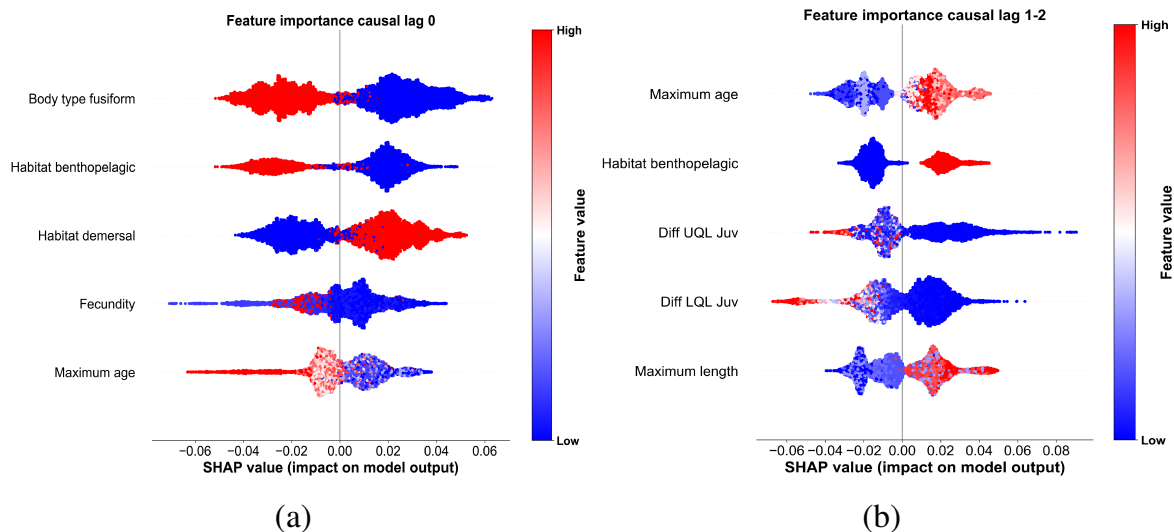 Feature importance causal lag 0
High
Body type fusiform
Habitat benthopelagic
Habitat demersal
Fecundity
Maximum age
Feature value
Low
−0.06 −0.04 −0.02 0.00 0.02 0.04 0.06
SHAP value (impact on model output)
(a)
Feature importance causal lag 1-2
High
Maximum age
Habitat benthopelagic
Diff UQL Juv
Diff LQL Juv
Maximum length
Feature value
Low
−0.06 −0.04 −0.02 0.00 0.02 0.04 0.06 0.08
SHAP value (impact on model output)
(b)